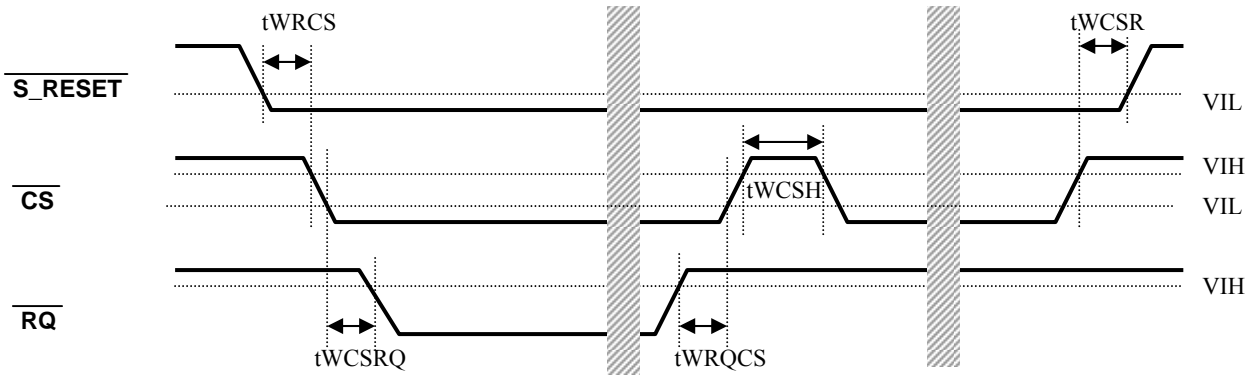 tWRCS
tWCSR
S_RESET
VIL
CS
VIH
tWCSH
VIL
RQ
VIH
tWCSRQ
tWRQCS